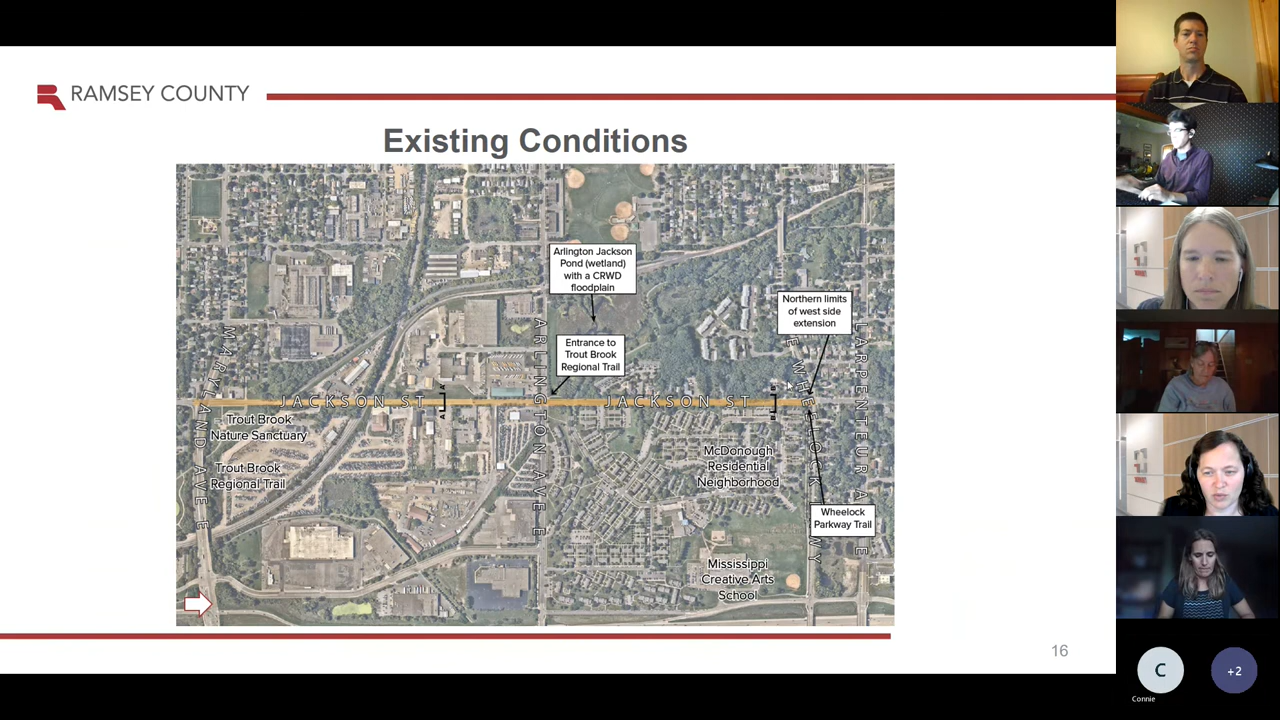 RAMSEY COUNTY
Existing Conditions
Arlington Jackson
Pond (wetland)
with a CRWD
floodplain
Northern limits
of west side
extension
Entrance to
Trout Brook
Regional Trail
MARYLAND AVE E
JACKSON ST
ARLINGTON AVE E
JACKSON ST
LARPENTEUR AVE E
Trout Brook
Nature Sanctuary
Trout Brook
Regional Trail
McDonough
Residential
Neighborhood
Wheelock
Parkway Trail
Mississippi
Creative Arts
School
16
C
+2
Connie